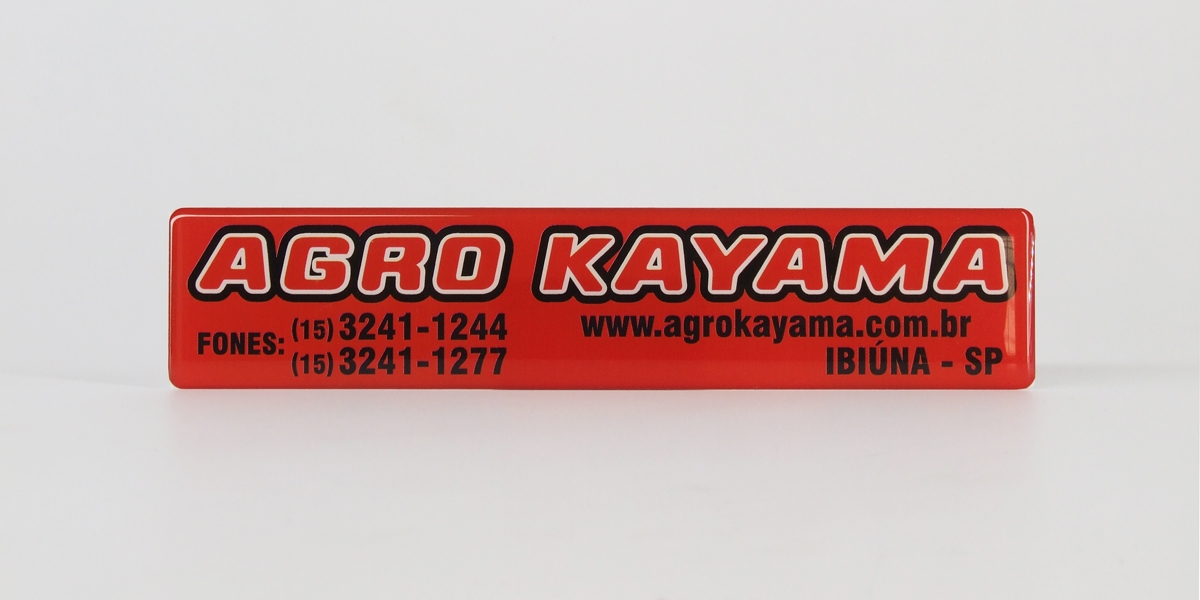 AGRO KAYAMA
FONES: (15) 3241-1244
(15) 3241-1277
www.agrokayama.com.br
IBIÚNA - SP